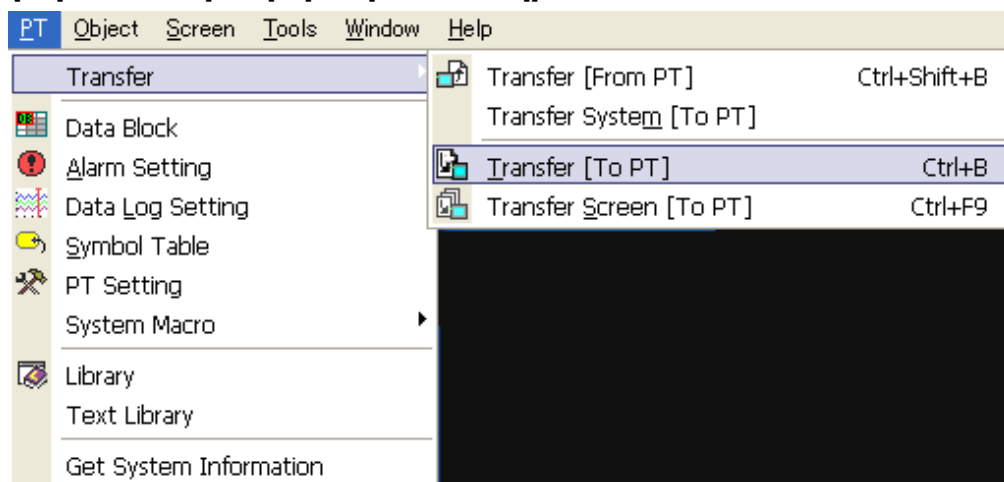 PT Object Screen Tools Window Help
Transfer
Data Block
Alarm Setting
Data Log Setting
Symbol Table
PT Setting
System Macro
Library
Text Library
Get System Information
Transfer [From PT] Ctrl+Shift+B
Transfer System [To PT]
Transfer [To PT] Ctrl+B
Transfer Screen [To PT] Ctrl+F9